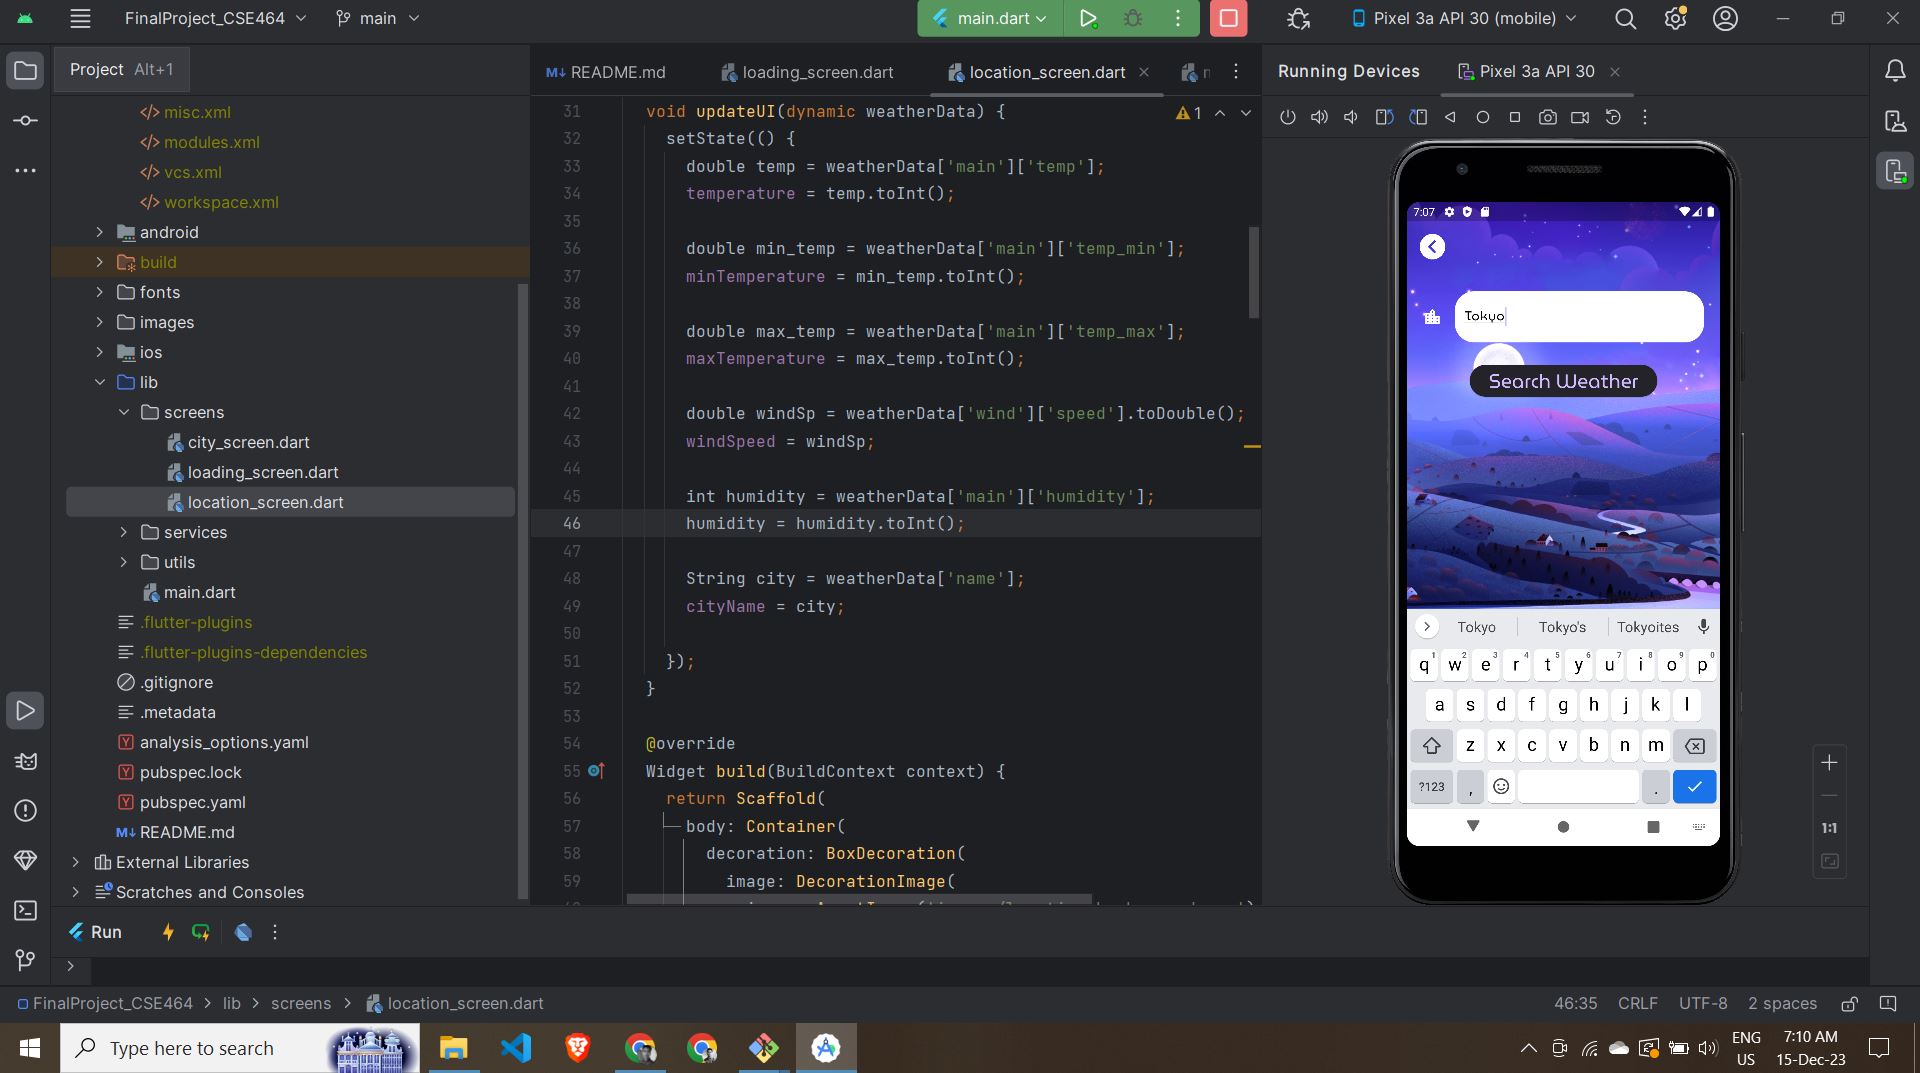 FinalProject_CSE464
main
main.dart
Pixel 3a API 30 (mobile)
Project Alt+1
misc.xml
modules.xml
vcs.xml
workspace.xml
android
build
fonts
images
ios
lib
screens
city_screen.dart
loading_screen.dart
location_screen.dart
services
utils
main.dart
.flutter-plugins
.flutter-plugins-dependencies
.gitignore
.metadata
analysis_options.yaml
pubspec.lock
pubspec.yaml
README.md
External Libraries
Scratches and Consoles
README.md
loading_screen.dart
location_screen.dart
1
31 void updateUI(dynamic weatherData) {
32 setState(() {
33 double temp = weatherData['main']['temp'];
34 temperature = temp.toInt();
35
36 double min_temp = weatherData['main']['temp_min'];
37 minTemperature = min_temp.toInt();
38
39 double max_temp = weatherData['main']['temp_max'];
40 maxTemperature = max_temp.toInt();
41
42 double windSp = weatherData['wind']['speed'].toDouble();
43 windSpeed = windSp;
44
45 int humidity = weatherData['main']['humidity'];
46 humidity = humidity.toInt();
47
48 String city = weatherData['name'];
49 cityName = city;
50
51 });
52 }
53
54 @override
55 Widget build(BuildContext context) {
56 return Scaffold(
57 body: Container(
58 decoration: BoxDecoration(
59 image: DecorationImage(
Running Devices
Pixel 3a API 30
7:07
Tokyo
Search Weather
Tokyo Tokyo's Tokyoites
q1 w2 e3 r4 t5 y6 u7 i8 o9 p0
a s d f g h j k l
z x c v b n m
?123 , .
1:1
Run
FinalProject_CSE464 > lib > screens > location_screen.dart
46:35 CRLF UTF-8 2 spaces
Type here to search
ENG
US
7:10 AM
15-Dec-23